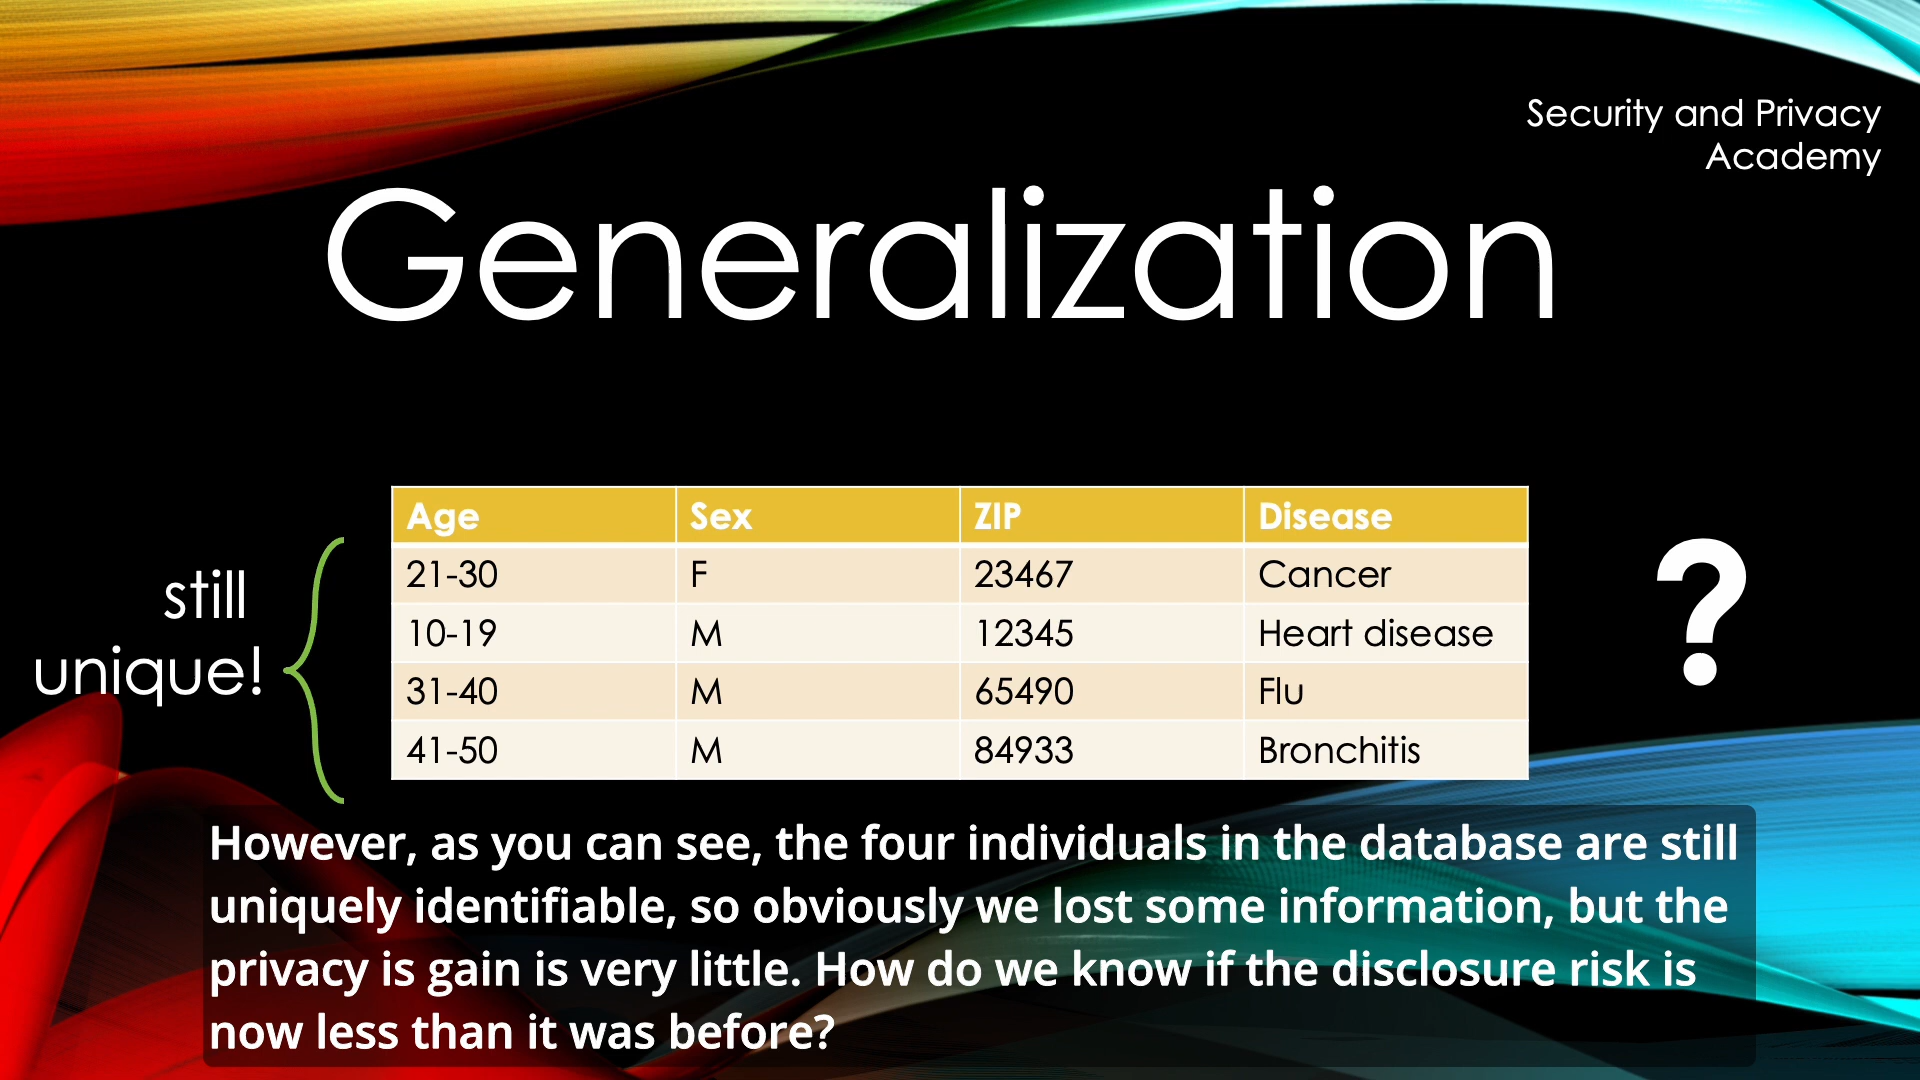 Security and Privacy
Academy
Generalization
Age Sex ZIP Disease
21-30 F 23467 Cancer
10-19 M 12345 Heart disease
31-40 M 65490 Flu
41-50 M 84933 Bronchitis
still
unique!
?
However, as you can see, the four individuals in the database are still
uniquely identifiable, so obviously we lost some information, but the
privacy is gain is very little. How do we know if the disclosure risk is
now less than it was before?